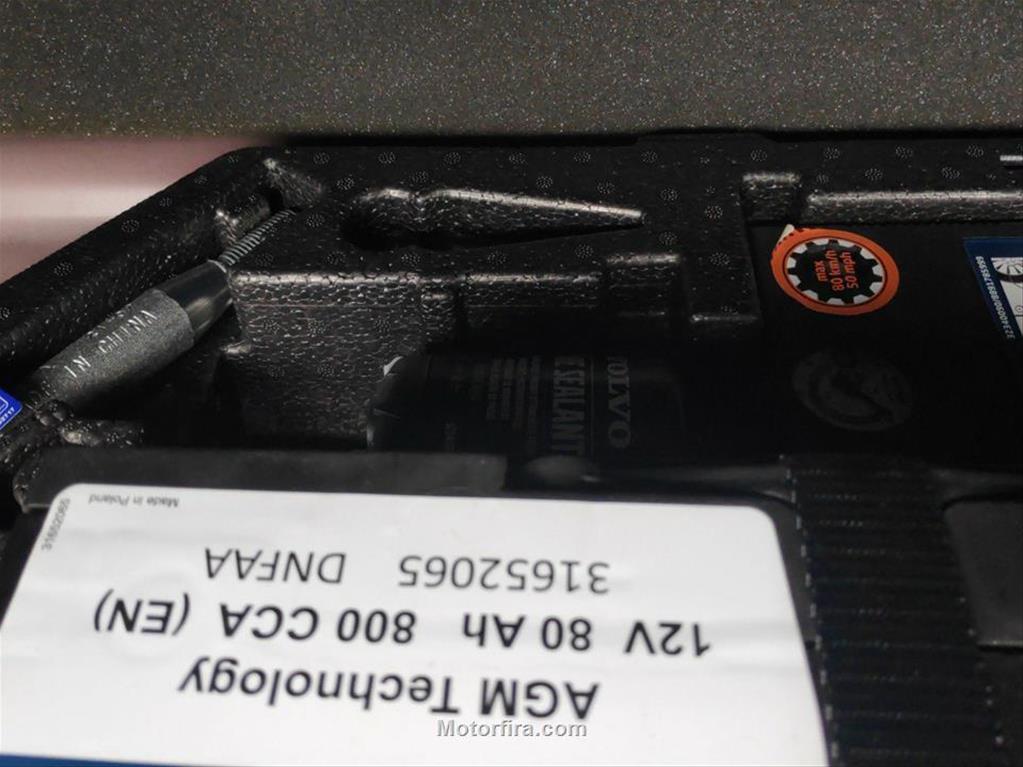 IN CHINA
max
80 km/h
50 mph
VOLVO
SEALANT
31652065
Made in Poland
AGM Technology
12V 80 Ah 800 CCA (EN)
31652065 DNFAA
Motorfira.com